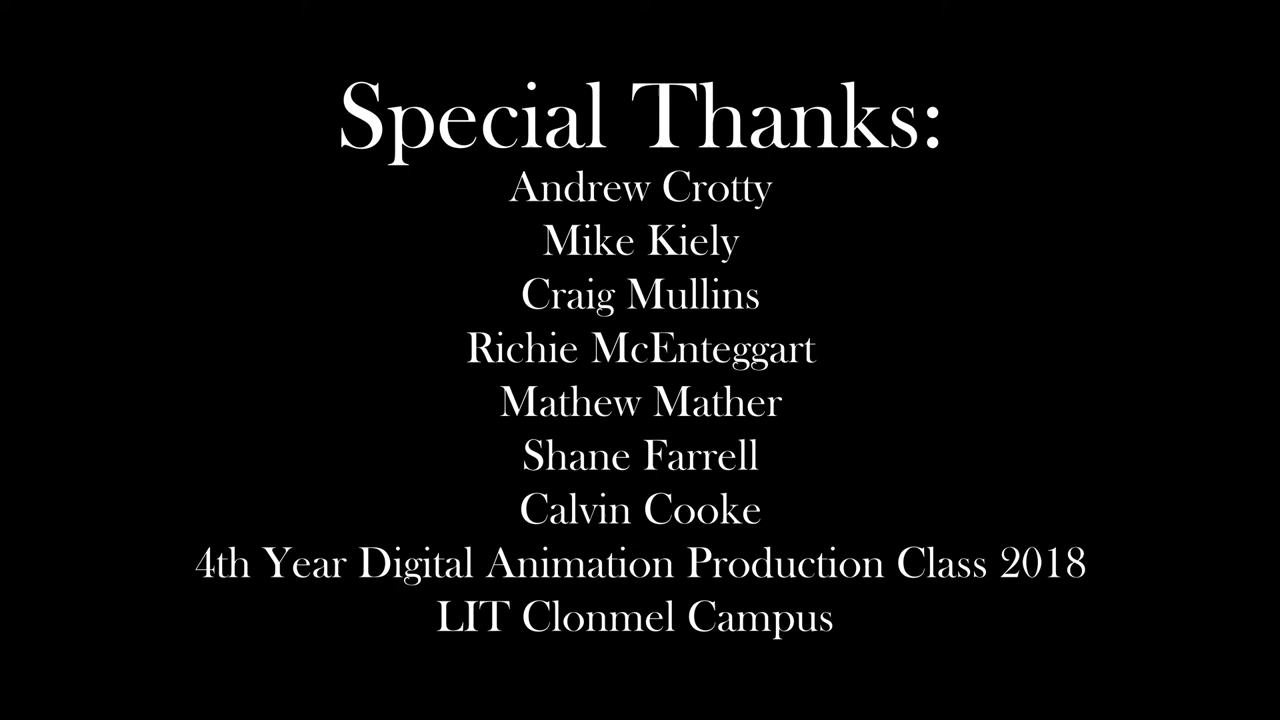 Special Thanks:
Andrew Crotty
Mike Kiely
Craig Mullins
Richie McEnteggart
Mathew Mather
Shane Farrell
Calvin Cooke
4th Year Digital Animation Production Class 2018
LIT Clonmel Campus